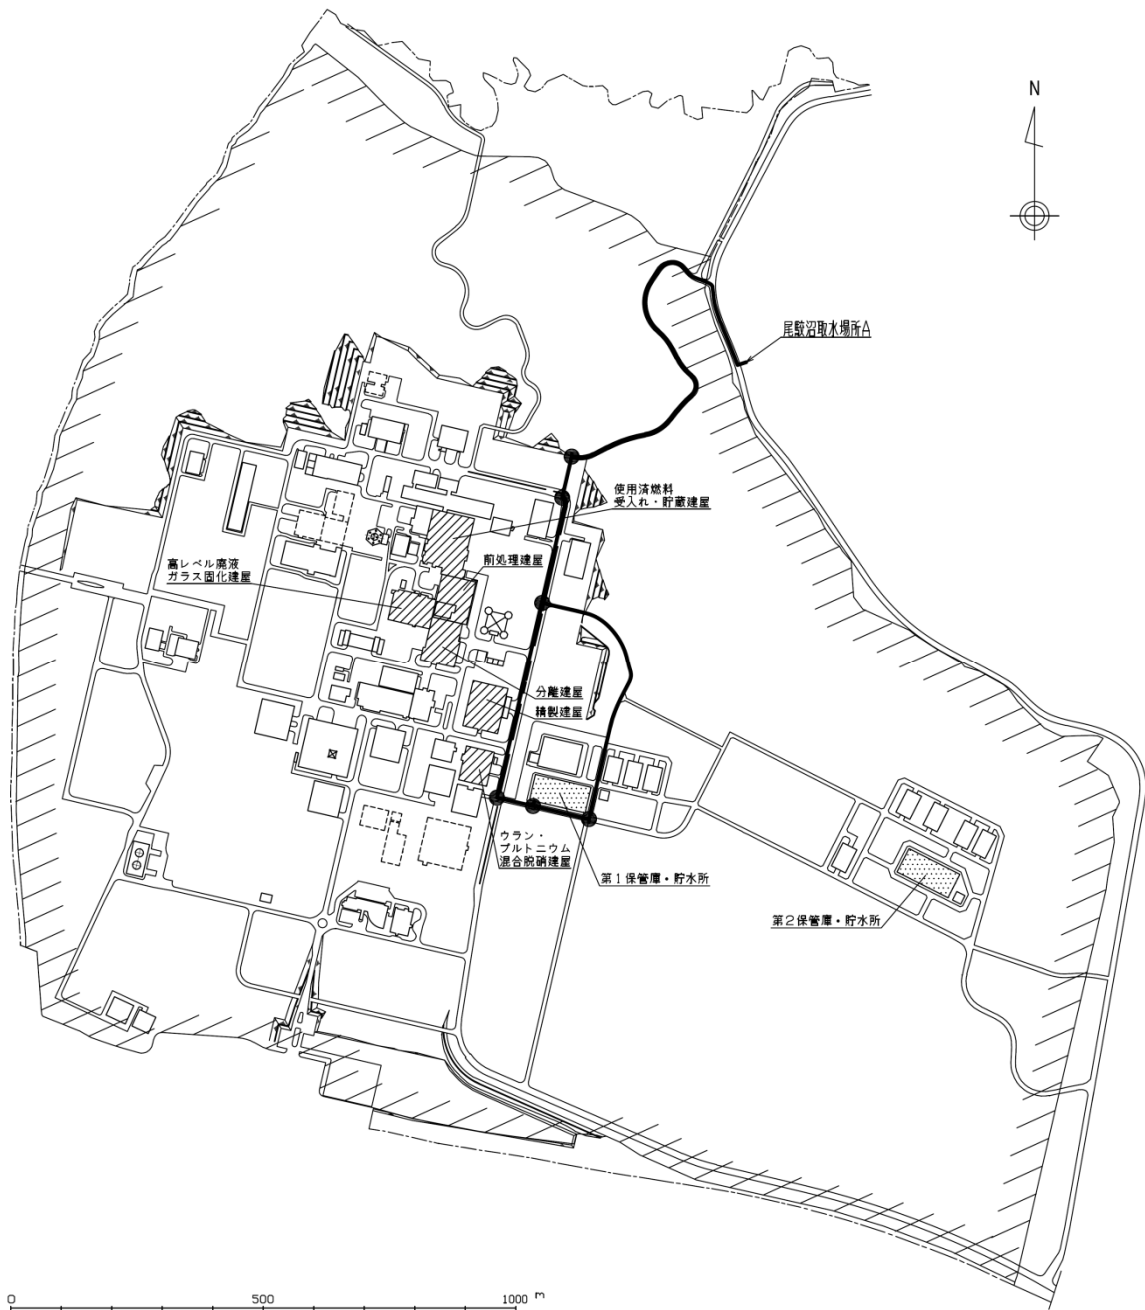 N
尾駮沼取水場所A
使用済燃料
受入れ・貯蔵建屋
前処理建屋
高レベル廃液
ガラス固化建屋
分離建屋
精製建屋
ウラン・
プルトニウム
混合脱硝建屋
第1保管庫・貯水所
第2保管庫・貯水所
0 500 1000 m